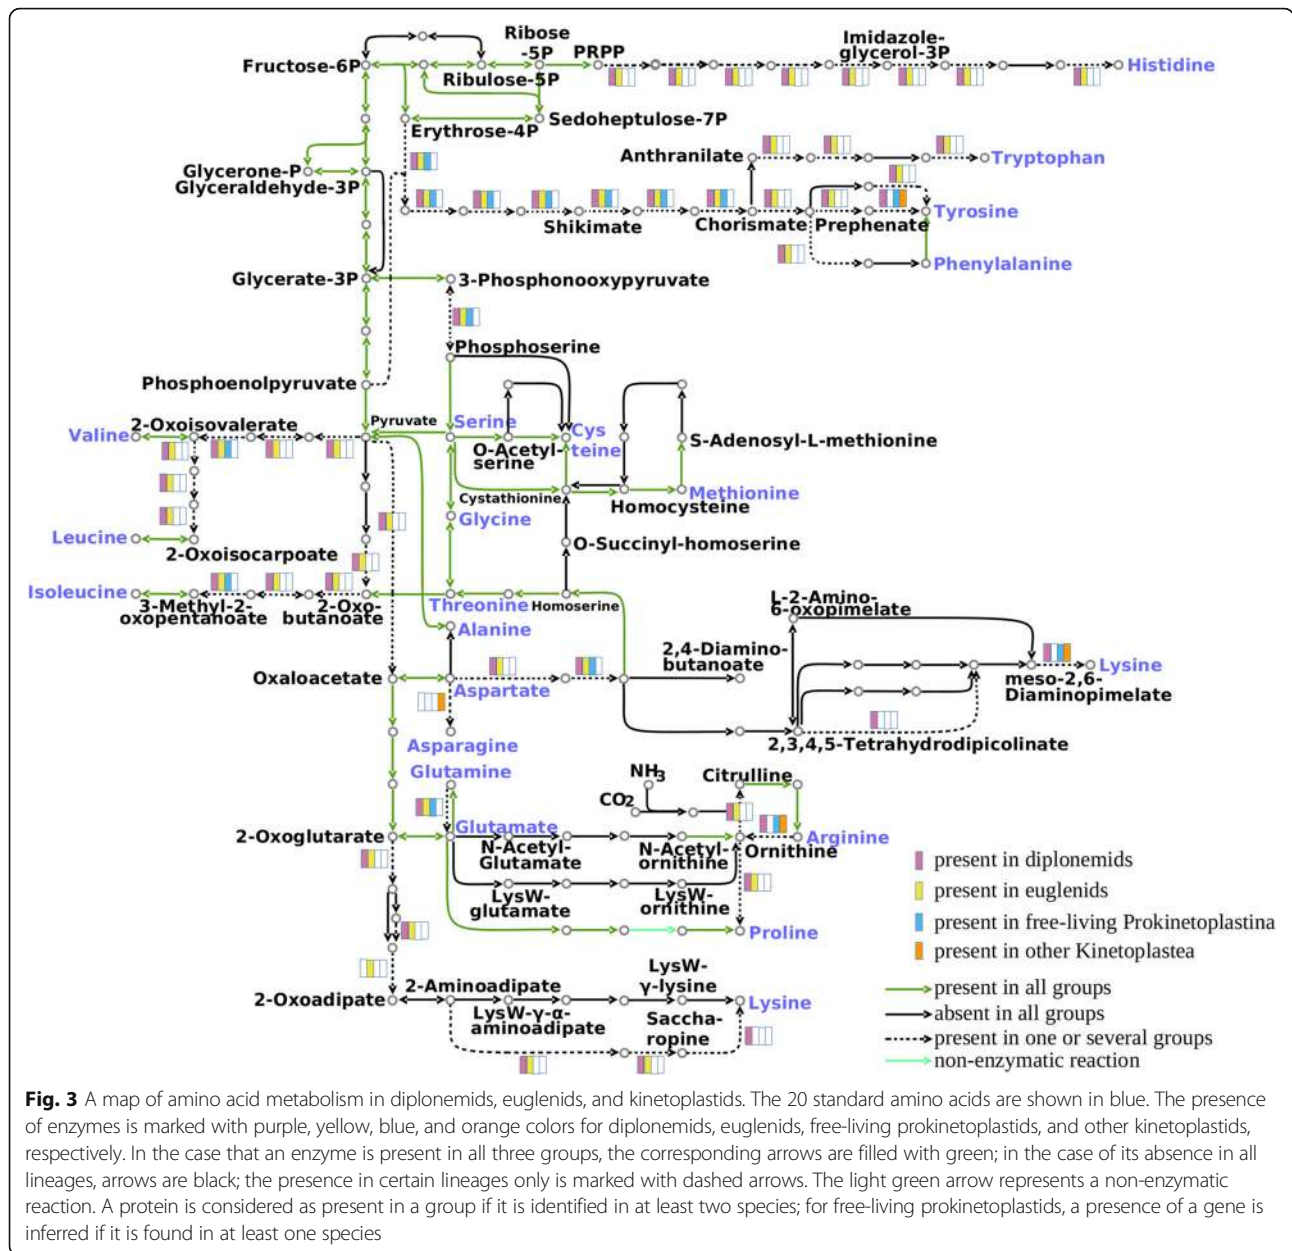 Ribose
-5P
PRPP
Imidazole-
glycerol-3P
Fructose-6P
Ribulose-5P
Histidine
Erythrose-4P
Sedoheptulose-7P
Anthranilate
Tryptophan
Glycerone-P
Glyceraldehyde-3P
Shikimate
Chorismate
Prephenate
Tyrosine
Phenylalanine
Glycerate-3P
3-Phosphonooxypyruvate
Phosphoserine
Phosphoenolpyruvate
2-Oxoisovalerate
Pyruvate
Serine
Valine
Cys
teine
O-Acetyl-
serine
S-Adenosyl-L-methionine
Cystathionine
Methionine
Homocysteine
Glycine
Leucine
2-Oxoisocarpoate
O-Succinyl-homoserine
Isoleucine
3-Methyl-2-
oxopentanoate
2-Oxo-
butanoate
Threonine
Homoserine
L-2-Amino-
6-oxopimelate
Alanine
2,4-Diamino-
butanoate
Oxaloacetate
Aspartate
Lysine
meso-2,6-
Diaminopimelate
Asparagine
2,3,4,5-Tetrahydrodipicolinate
Glutamine
NH3
Citrulline
CO2
2-Oxoglutarate
Glutamate
N-Acetyl-
Glutamate
N-Acetyl-
ornithine
Ornithine
Arginine
LysW-
glutamate
LysW-
ornithine
Proline
present in diplonemids
present in euglenids
present in free-living Prokinetoplastina
present in other Kinetoplastea
2-Oxoadipate
2-Aminoadipate
LysW-
γ-lysine
Lysine
LysW-γ-α-
aminoadipate
Saccha-
ropine
present in all groups
absent in all groups
present in one or several groups
non-enzymatic reaction
Fig. 3 A map of amino acid metabolism in diplonemids, euglenids, and kinetoplastids. The 20 standard amino acids are shown in blue. The presence
of enzymes is marked with purple, yellow, blue, and orange colors for diplonemids, euglenids, free-living prokinetoplastids, and other kinetoplastids,
respectively. In the case that an enzyme is present in all three groups, the corresponding arrows are filled with green; in the case of its absence in all
lineages, arrows are black; the presence in certain lineages only is marked with dashed arrows. The light green arrow represents a non-enzymatic
reaction. A protein is considered as present in a group if it is identified in at least two species; for free-living prokinetoplastids, a presence of a gene is
inferred if it is found in at least one species